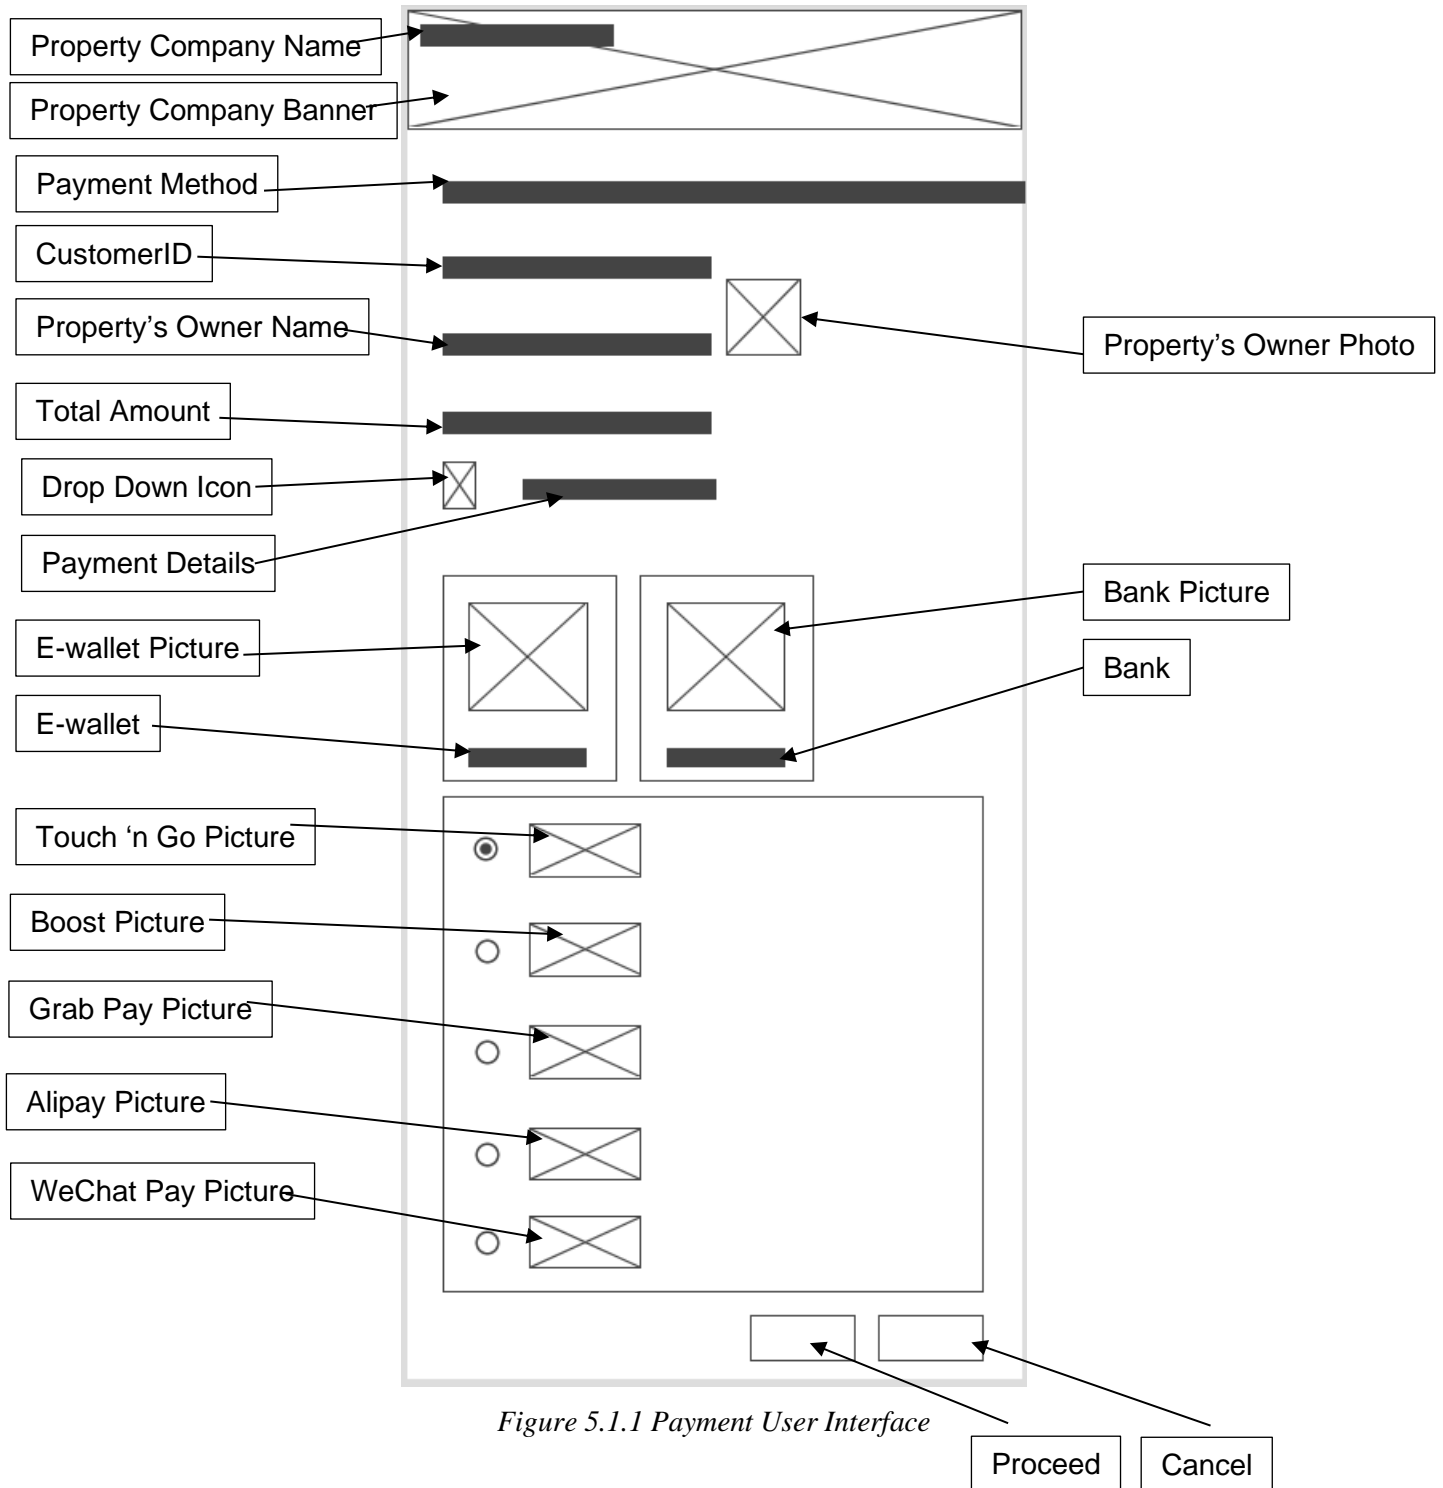 Property Company Name
Property Company Banner
Payment Method
CustomerID
Property’s Owner Name
Property’s Owner Photo
Total Amount
Drop Down Icon
Payment Details
Bank Picture
E-wallet Picture
Bank
E-wallet
Touch ‘n Go Picture
Boost Picture
Grab Pay Picture
Alipay Picture
WeChat Pay Picture
Figure 5.1.1 Payment User Interface
Proceed
Cancel